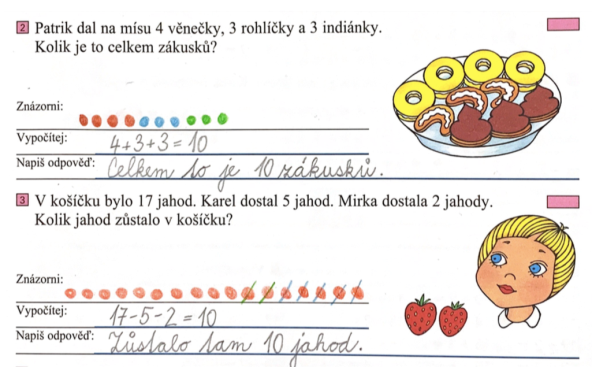 2 Patrik dal na mísu 4 věnečky, 3 rohlíčky a 3 indiánky.
Kolik je to celkem zákusků?
Znázorni:
Vypočítej: 4+3+3=10
Napiš odpověď: Celkem to je 10 zákusků.
3 V košíčku bylo 17 jahod. Karel dostal 5 jahod. Mirka dostala 2 jahody.
Kolik jahod zůstalo v košíčku?
Znázorni:
Vypočítej: 17-5-2=10
Napiš odpověď: Zůstalo tam 10 jahod.